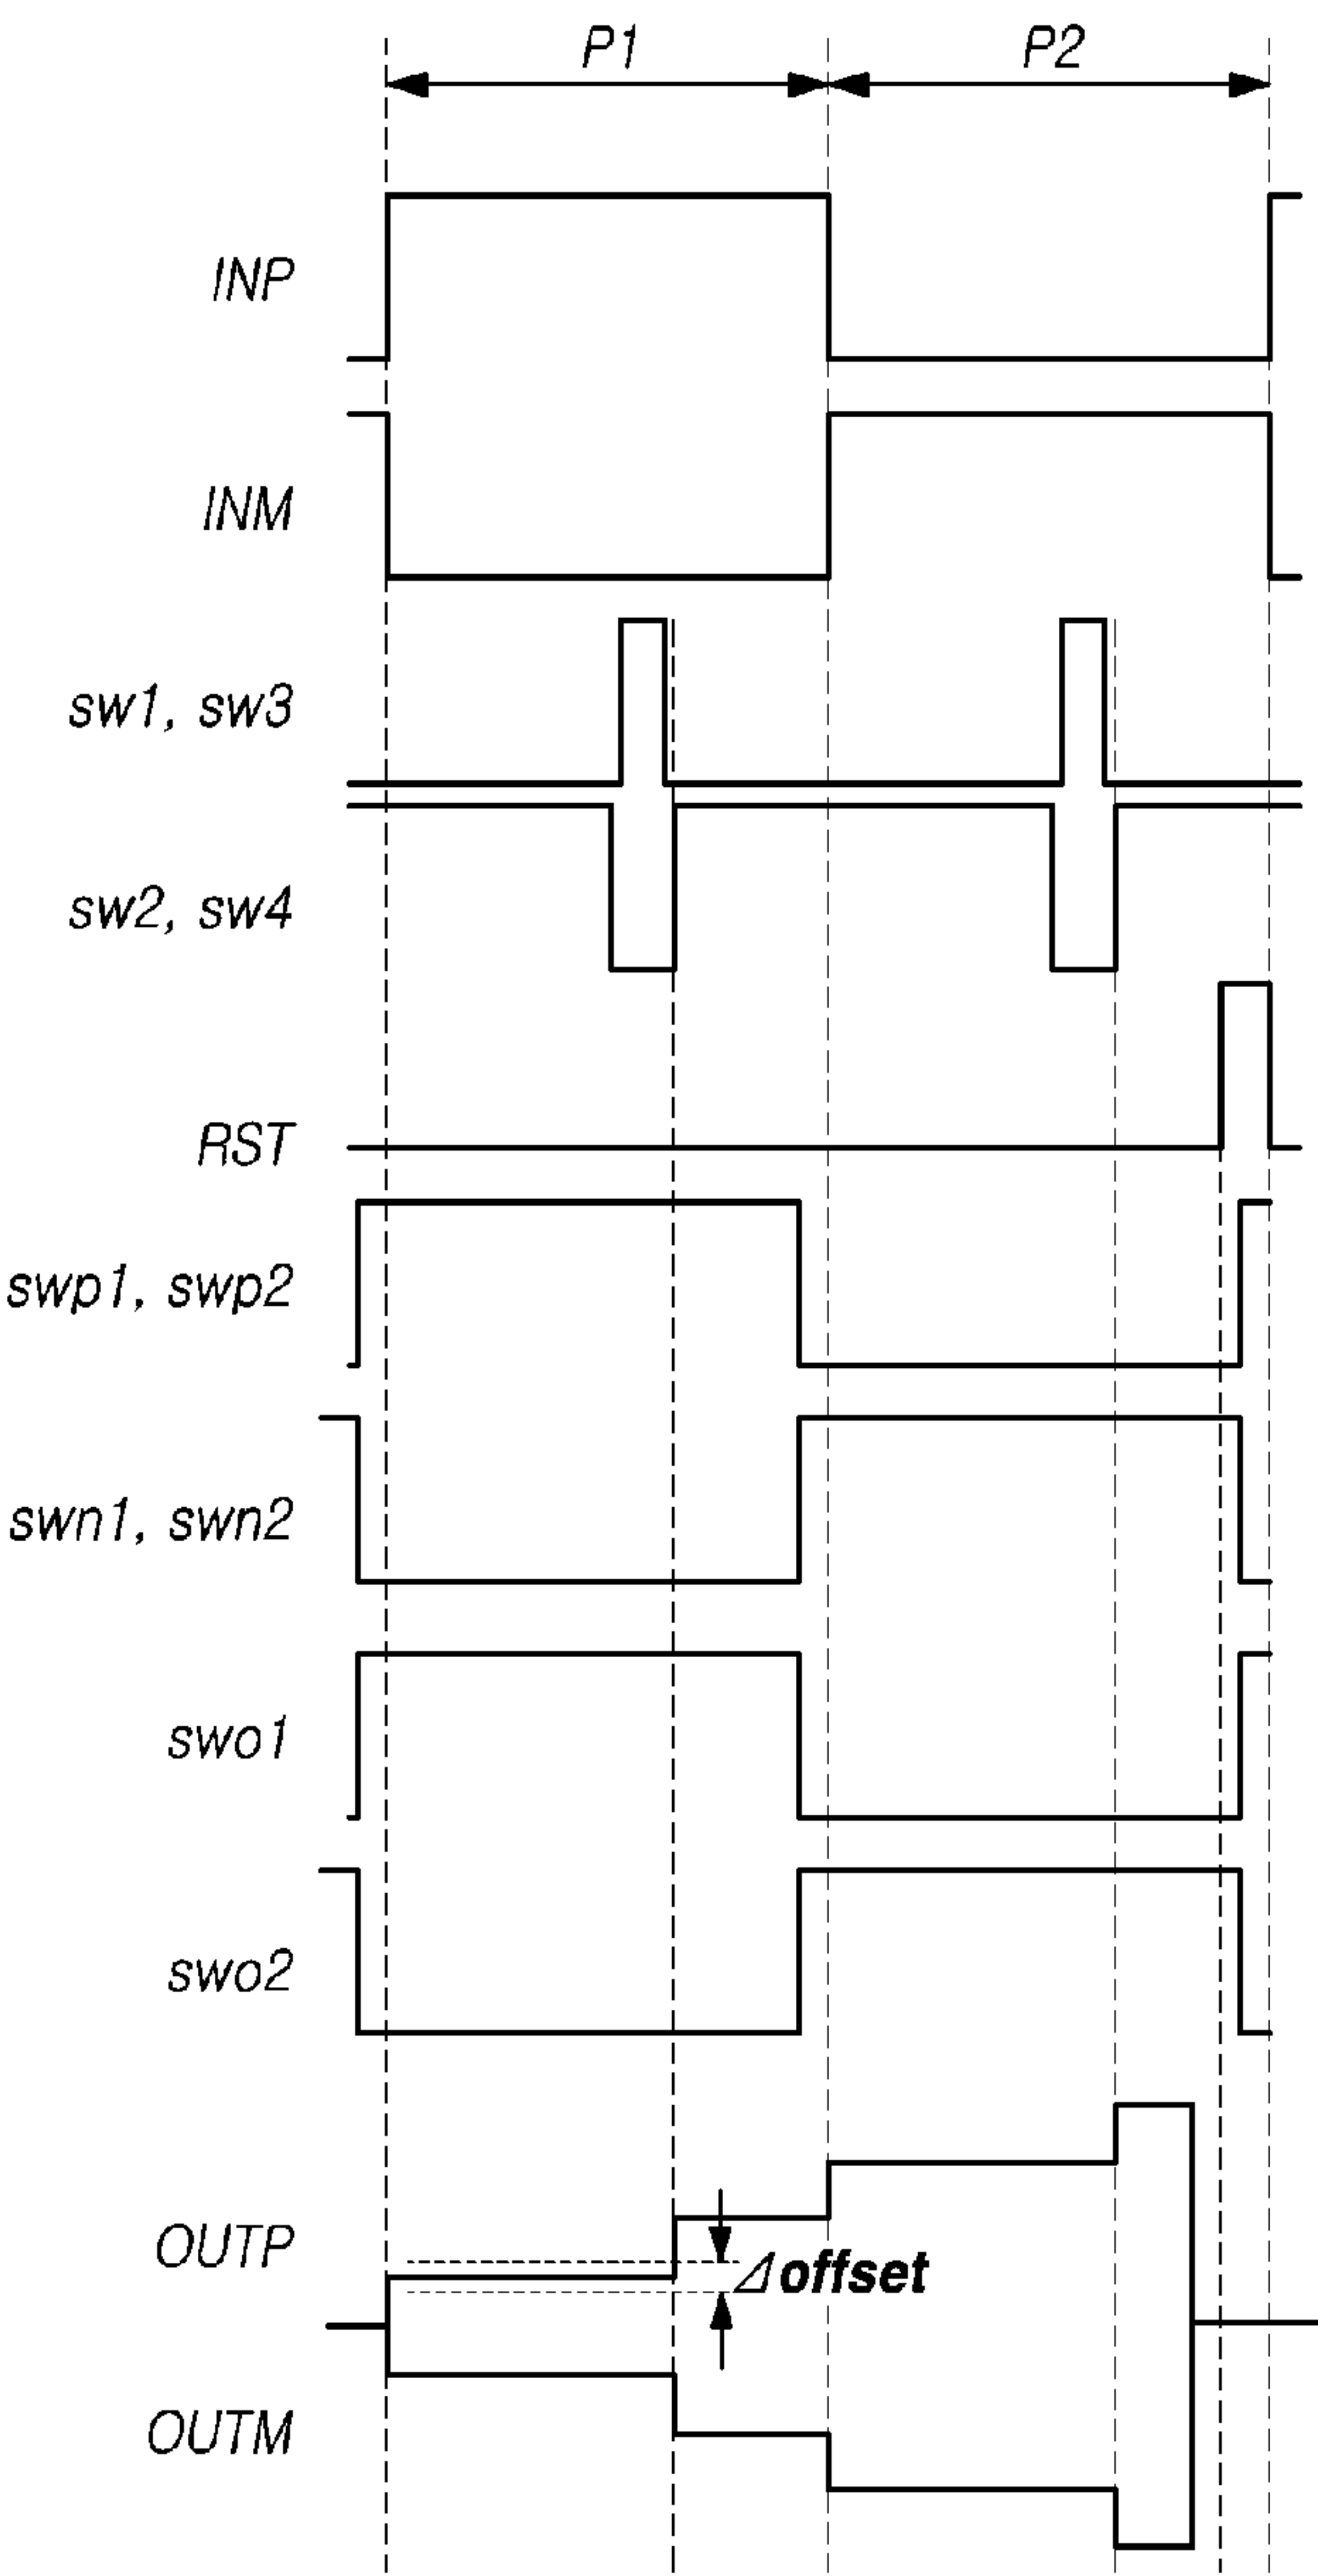 P1 P2
INP
INM
sw1, sw3
sw2, sw4
RST
swp1, swp2
swn1, swn2
swo1
swo2
OUTP
Δoffset
OUTM